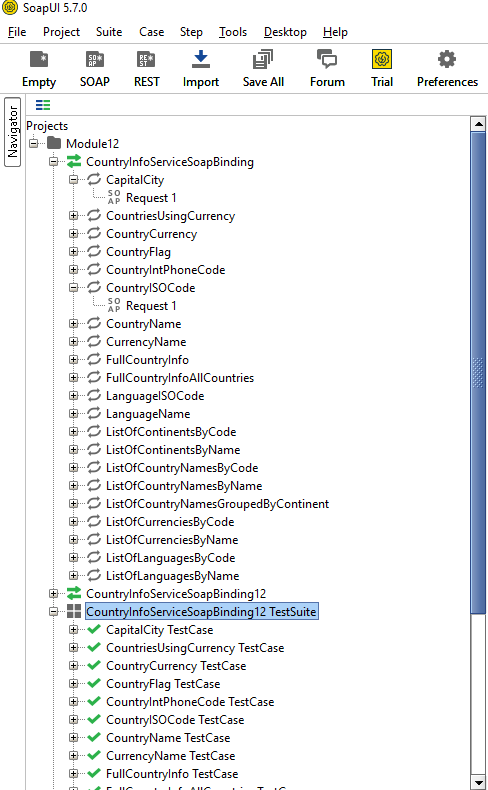 SoapUI 5.7.0
File Project Suite Case Step Tools Desktop Help
Empty SOAP REST Import Save All Forum Trial Preferences
Navigator
Projects
Module12
CountryInfoServiceSoapBinding
CapitalCity
SOAP Request 1
CountriesUsingCurrency
CountryCurrency
CountryFlag
CountryIntPhoneCode
CountryISOCode
SOAP Request 1
CountryName
CurrencyName
FullCountryInfo
FullCountryInfoAllCountries
LanguageISOCode
LanguageName
ListOfContinentsByCode
ListOfContinentsByName
ListOfCountryNamesByCode
ListOfCountryNamesByName
ListOfCountryNamesGroupedByContinent
ListOfCurrenciesByCode
ListOfCurrenciesByName
ListOfLanguagesByCode
ListOfLanguagesByName
CountryInfoServiceSoapBinding12
CountryInfoServiceSoapBinding12 TestSuite
CapitalCity TestCase
CountriesUsingCurrency TestCase
CountryCurrency TestCase
CountryFlag TestCase
CountryIntPhoneCode TestCase
CountryISOCode TestCase
CountryName TestCase
CurrencyName TestCase
FullCountryInfo TestCase